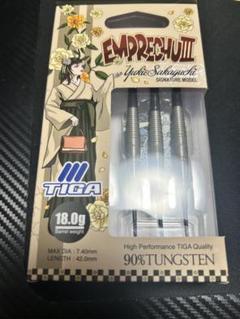 EMPRECHU III
Yuki Sakaguchi
SIGNATURE MODEL
TIGA
18.0g
Barrel weight
MAX DIA : 7.40mm
LENGTH : 42.0mm
High Performance TIGA Quality
90% TUNGSTEN